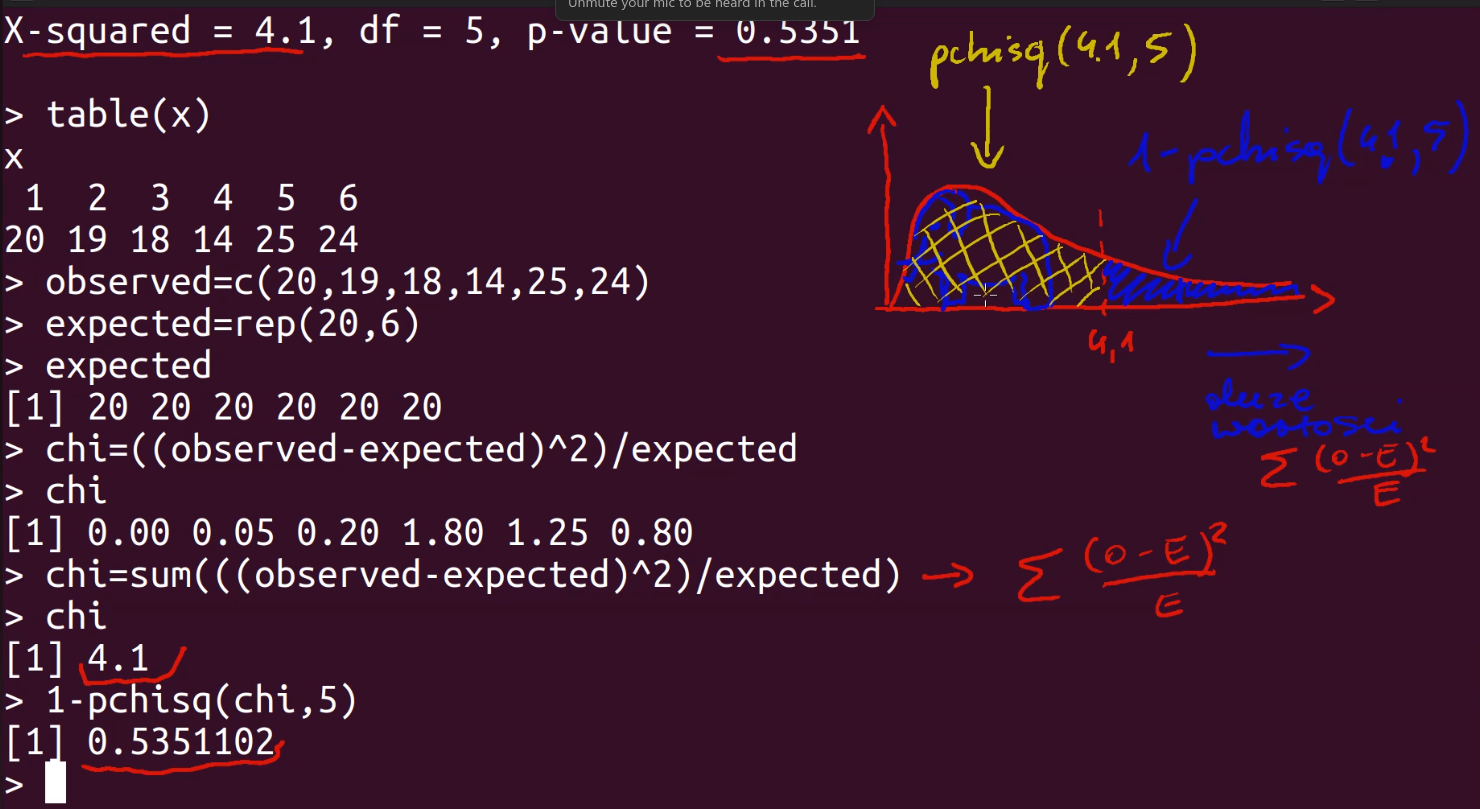 Unmute your mic to be heard in the call.
X-squared = 4.1, df = 5, p-value = 0.5351
> table(x)
x
1 2 3 4 5 6
20 19 18 14 25 24
> observed=c(20,19,18,14,25,24)
> expected=rep(20,6)
> expected
[1] 20 20 20 20 20 20
> chi=((observed-expected)^2)/expected
> chi
[1] 0.00 0.05 0.20 1.80 1.25 0.80
> chi=sum(((observed-expected)^2)/expected)
> chi
[1] 4.1
> 1-pchisq(chi,5)
[1] 0.5351102
>
pchisq(4.1,5)
1-pchisq(4.1,5)
4,1
duże
wartości
∑ (O-E)²
E
→ ∑ (O-E)²
E